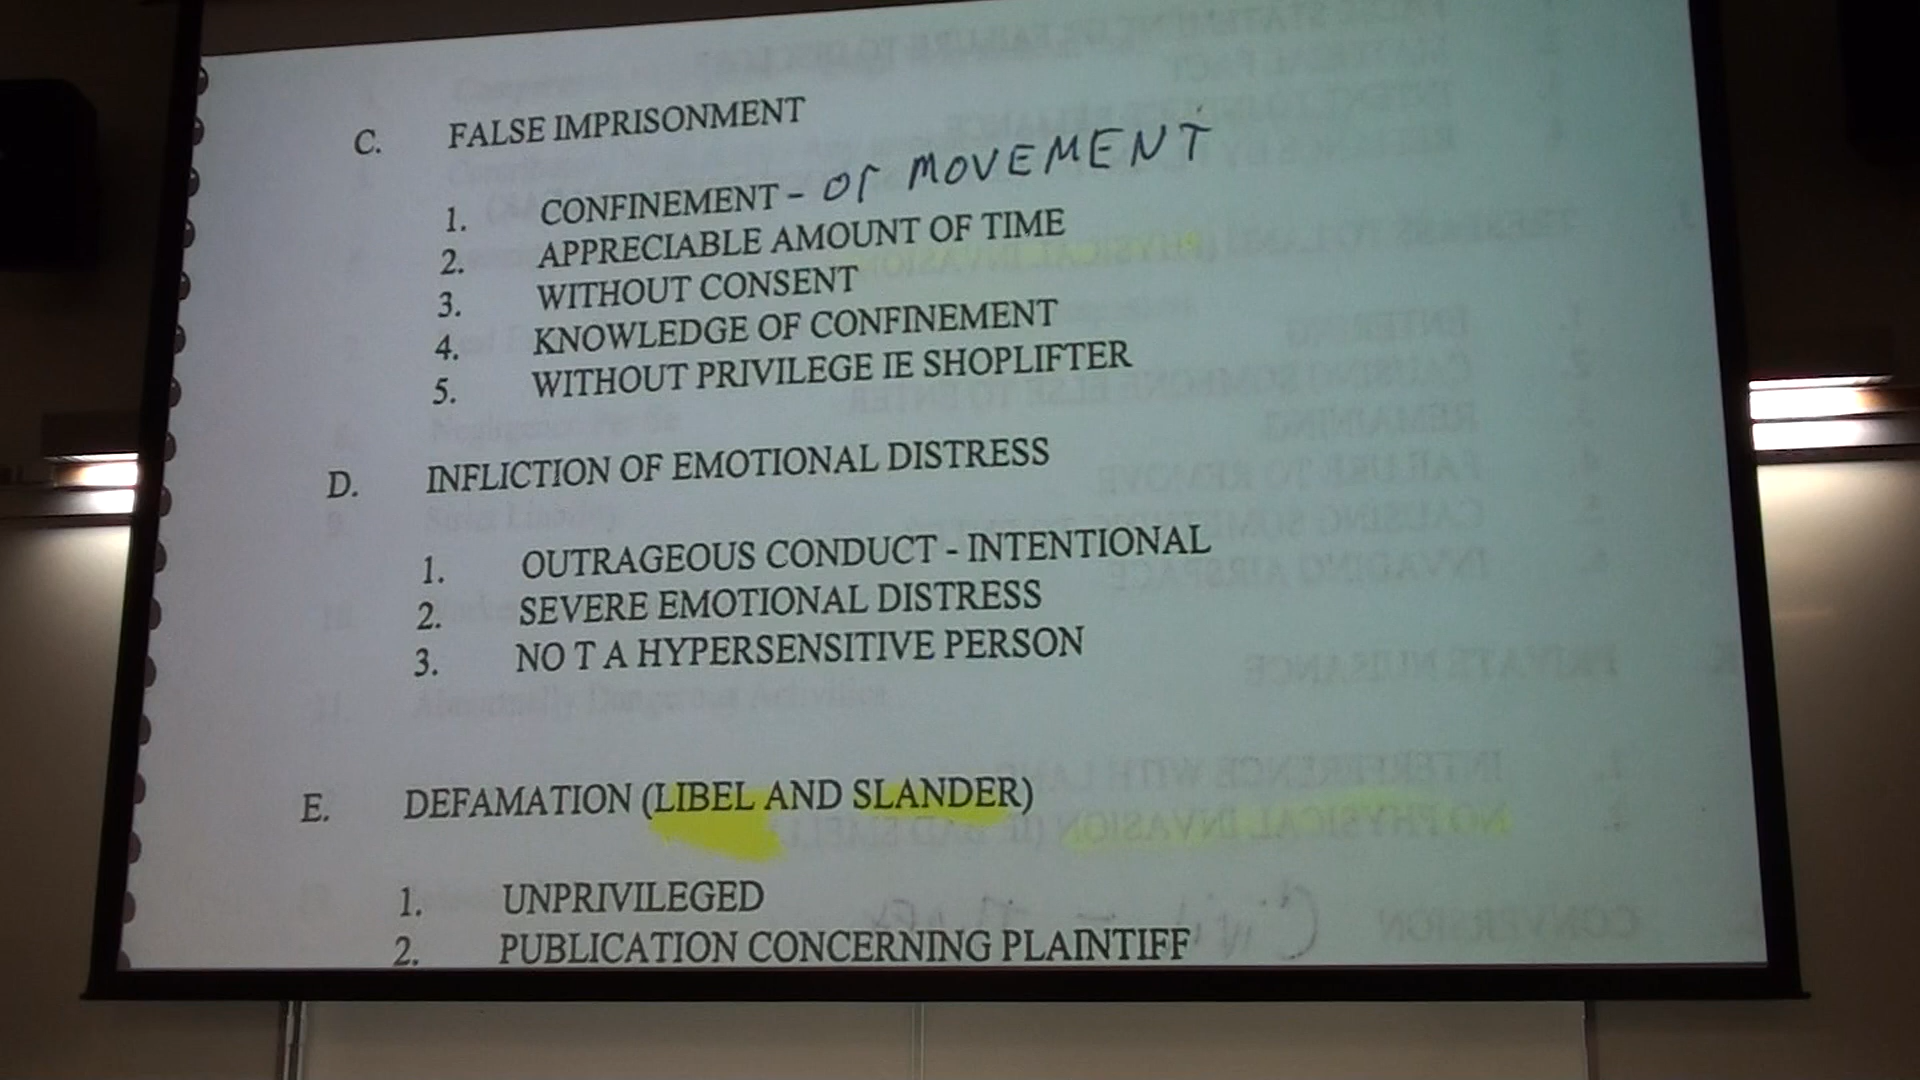 C. FALSE IMPRISONMENT
1. CONFINEMENT - or MOVEMENT
2. APPRECIABLE AMOUNT OF TIME
3. WITHOUT CONSENT
4. KNOWLEDGE OF CONFINEMENT
5. WITHOUT PRIVILEGE IE SHOPLIFTER
D. INFLICTION OF EMOTIONAL DISTRESS
1. OUTRAGEOUS CONDUCT - INTENTIONAL
2. SEVERE EMOTIONAL DISTRESS
3. NO T A HYPERSENSITIVE PERSON
E. DEFAMATION (LIBEL AND SLANDER)
1. UNPRIVILEGED
2. PUBLICATION CONCERNING PLAINTIFF